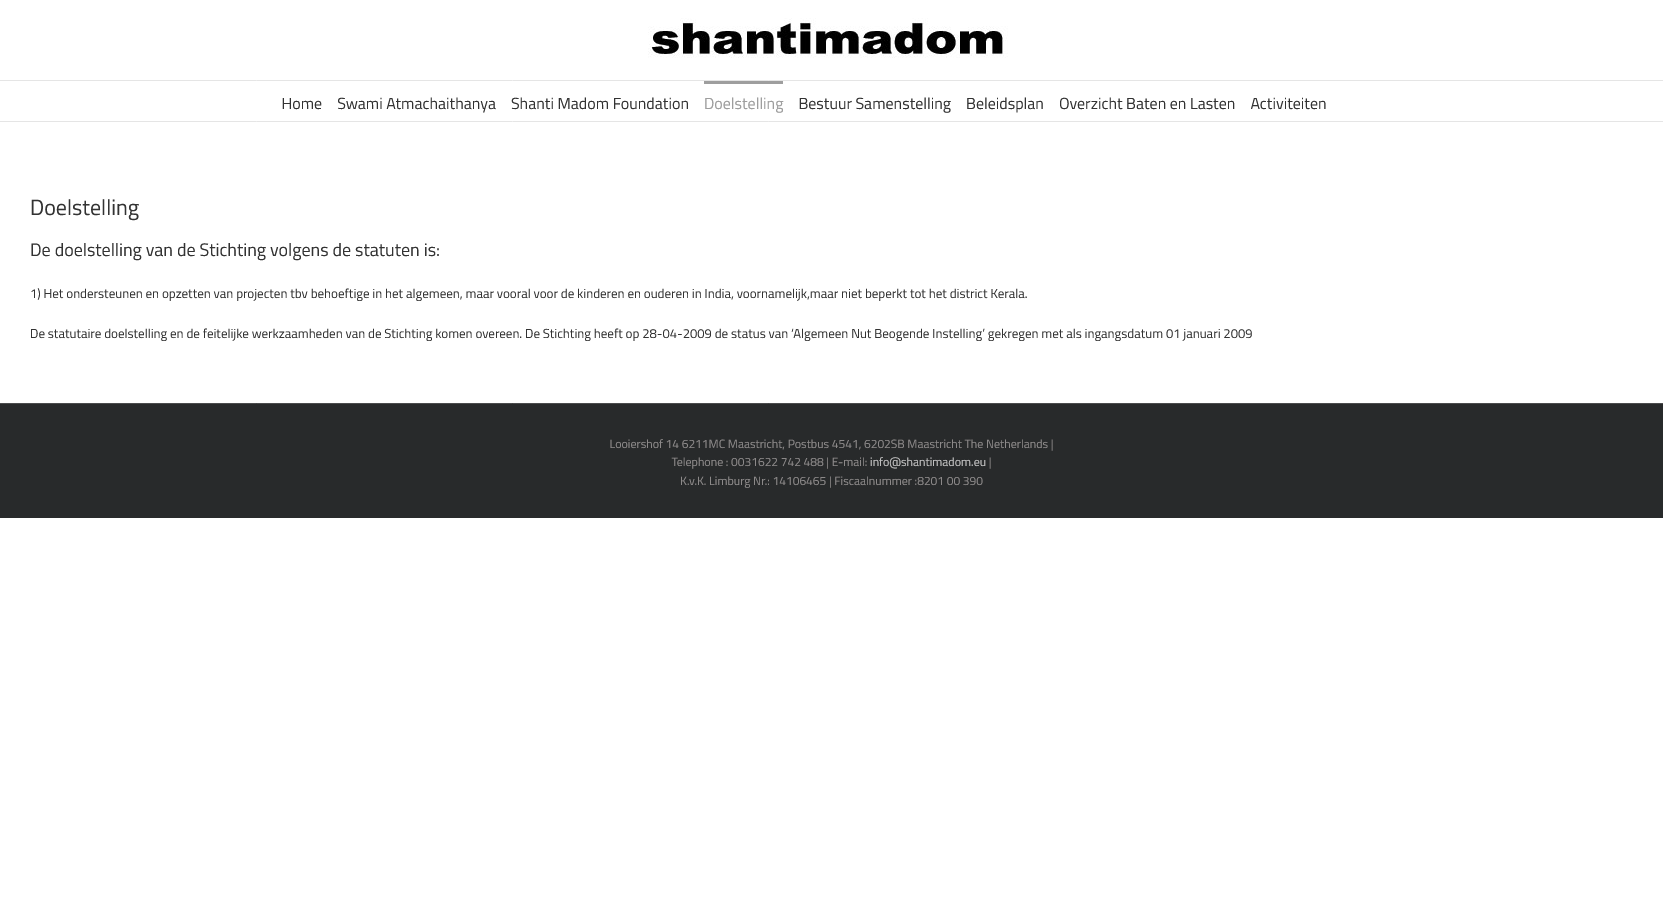 shantimadom
Home Swami Atmachaithanya Shanti Madom Foundation Doelstelling Bestuur Samenstelling Beleidsplan Overzicht Baten en Lasten Activiteiten
Doelstelling
De doelstelling van de Stichting volgens de statuten is:
1) Het ondersteunen en opzetten van projecten tbv behoeftige in het algemeen, maar vooral voor de kinderen en ouderen in India, voornamelijk,maar niet beperkt tot het district Kerala.
De statutaire doelstelling en de feitelijke werkzaamheden van de Stichting komen overeen. De Stichting heeft op 28-04-2009 de status van ‘Algemeen Nut Beogende Instelling’ gekregen met als ingangsdatum 01 januari 2009
Looiershof 14 6211MC Maastricht, Postbus 4541, 6202SB Maastricht The Netherlands |
Telephone : 0031622 742 488 | E-mail: info@shantimadom.eu |
K.v.K. Limburg Nr.: 14106465 | Fiscaalnummer :8201 00 390